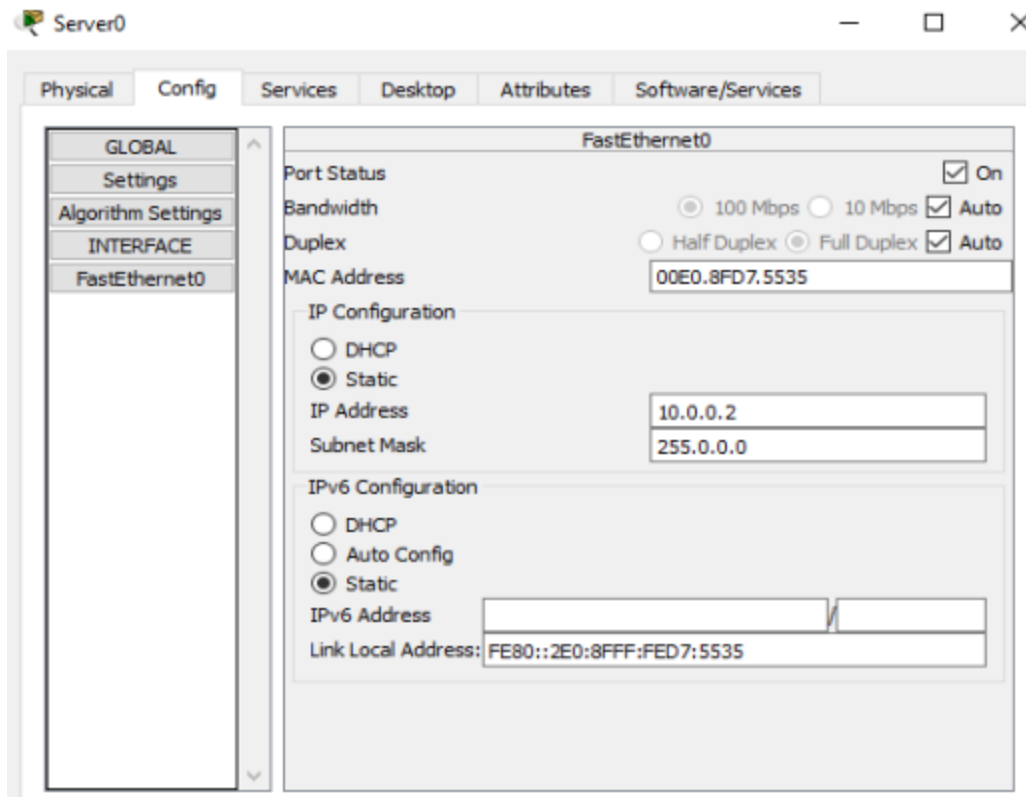 Server0
Physical Config Services Desktop Attributes Software/Services
GLOBAL
Settings
Algorithm Settings
INTERFACE
FastEthernet0
FastEthernet0
Port Status On
Bandwidth 100 Mbps 10 Mbps Auto
Duplex Half Duplex Full Duplex Auto
MAC Address 00E0.8FD7.5535
IP Configuration
DHCP
Static
IP Address 10.0.0.2
Subnet Mask 255.0.0.0
IPv6 Configuration
DHCP
Auto Config
Static
IPv6 Address /
Link Local Address: FE80::2E0:8FFF:FED7:5535